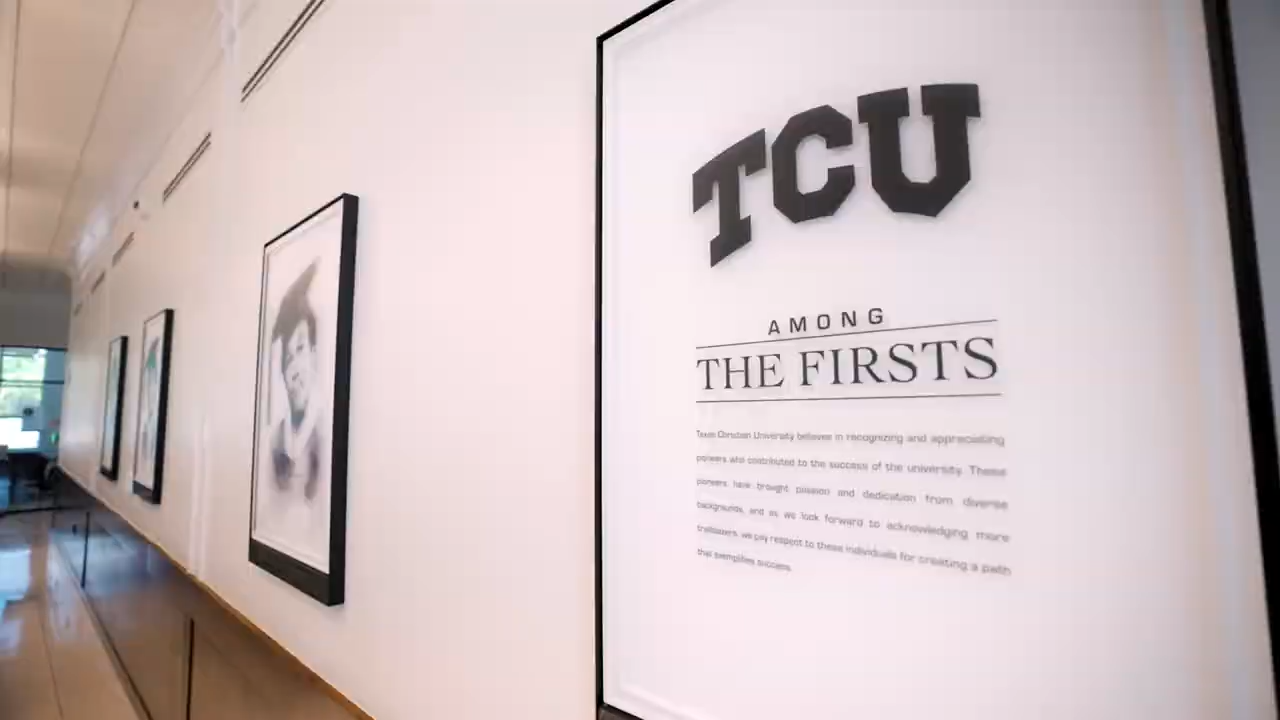 TCU
AMONG
THE FIRSTS
Texas Christian University believes in recognizing and appreciating
pioneers who contributed to the success of the university. These
pioneers have brought passion and dedication from diverse
backgrounds, and as we look forward to acknowledging more
trailblazers, we pay respect to these individuals for creating a path
that exemplifies success.